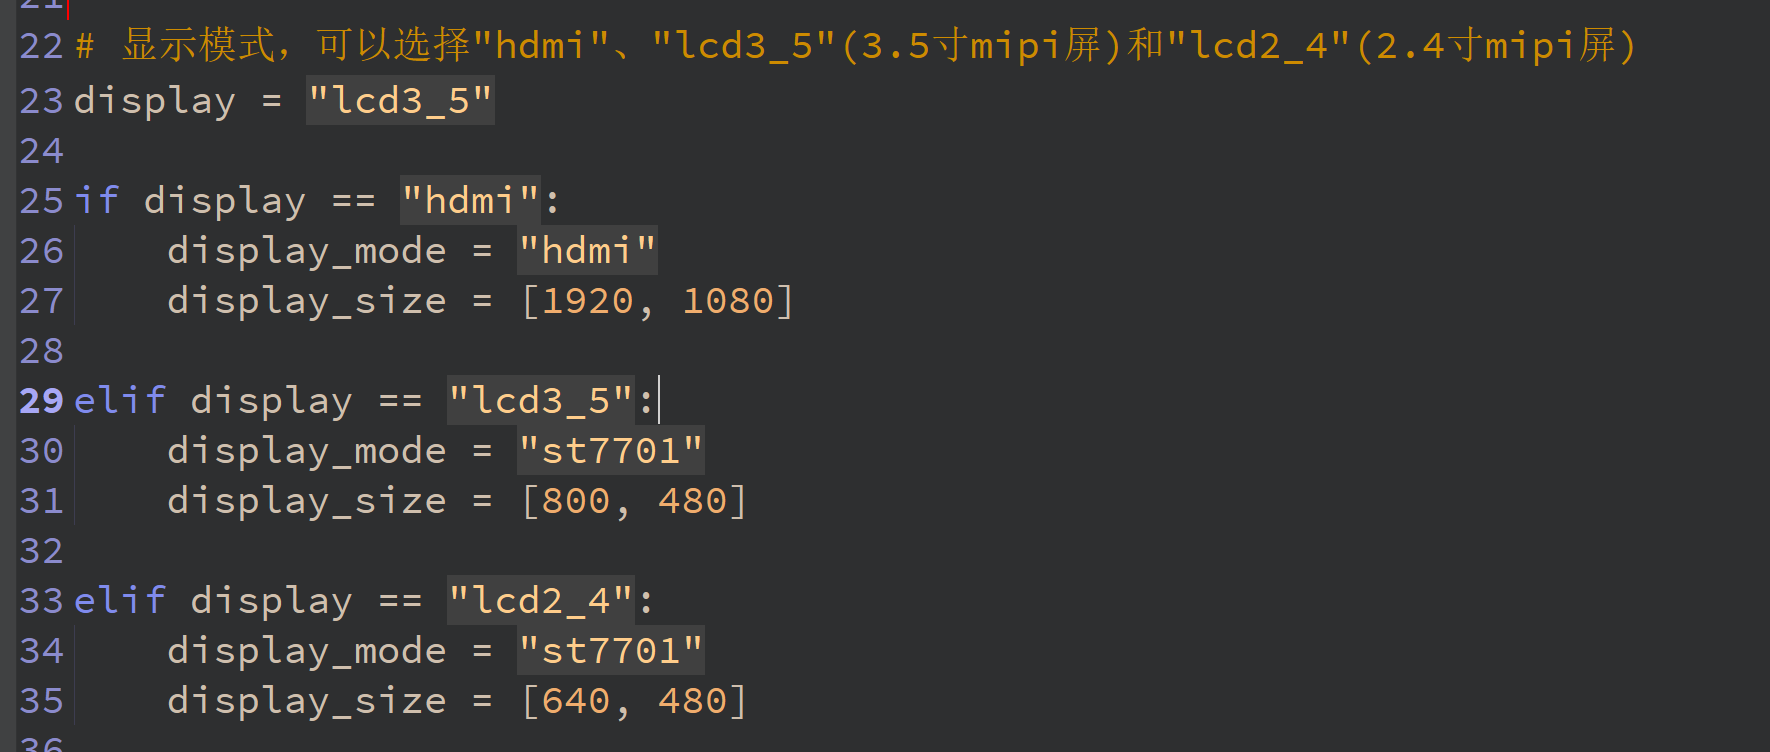 21
22 # 显示模式，可以选择"hdmi"、"lcd3_5"(3.5寸mipi屏)和"lcd2_4"(2.4寸mipi屏)
23 display = "lcd3_5"
24
25 if display == "hdmi":
26     display_mode = "hdmi"
27     display_size = [1920, 1080]
28
29 elif display == "lcd3_5":
30     display_mode = "st7701"
31     display_size = [800, 480]
32
33 elif display == "lcd2_4":
34     display_mode = "st7701"
35     display_size = [640, 480]
36